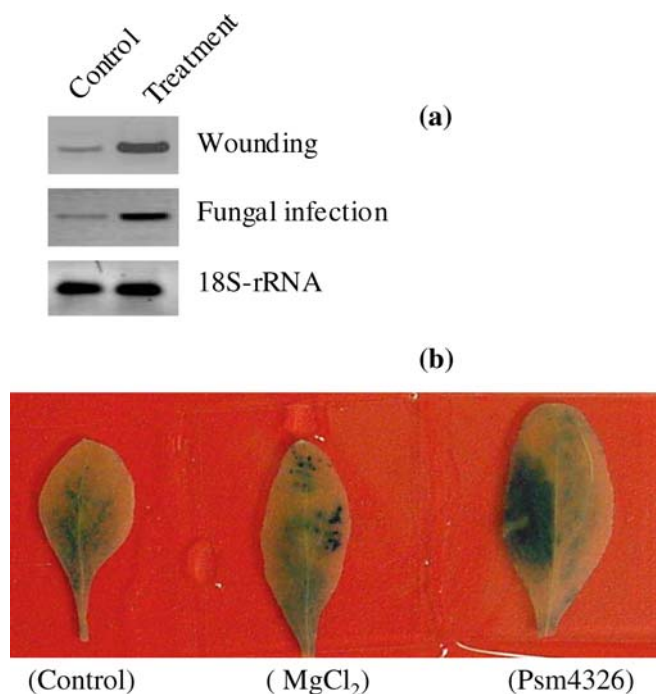 Control Treatment
(a)
Wounding
Fungal infection
18S-rRNA
(b)
(Control) ( MgCl₂) (Psm4326)